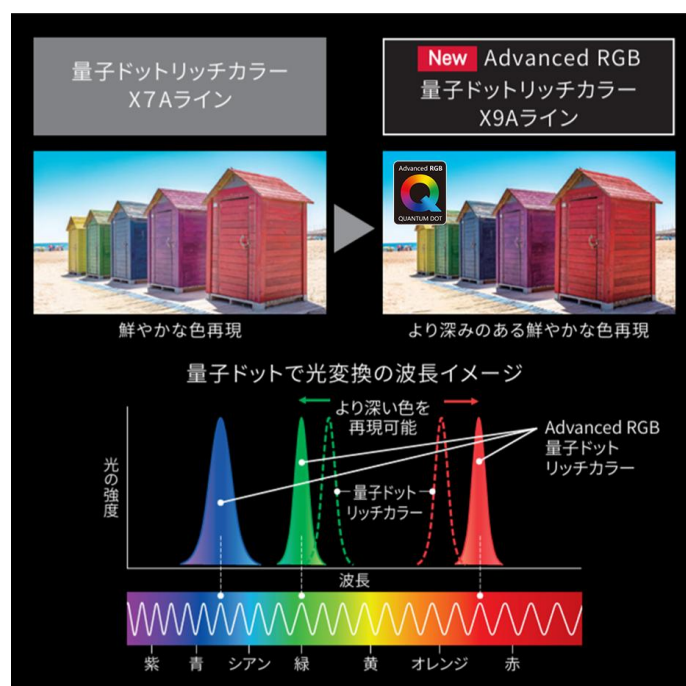 量子ドットリッチカラー
X7Aライン
New Advanced RGB
量子ドットリッチカラー
X9Aライン
Advanced RGB
QUANTUM DOT
鮮やかな色再現
より深みのある鮮やかな色再現
量子ドットで光変換の波長イメージ
より深い色を
再現可能
Advanced RGB
量子ドット
リッチカラー
光の強度
量子ドット
リッチカラー
波長
紫 青 シアン 緑 黄 オレンジ 赤